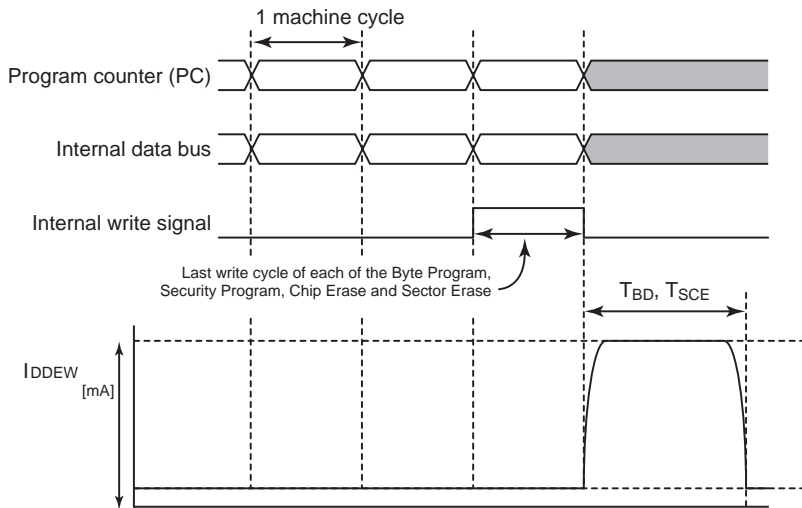 1 machine cycle
Program counter (PC)
Internal data bus
Internal write signal
Last write cycle of each of the Byte Program,
Security Program, Chip Erase and Sector Erase
TBD, TSCE
IDDEW
[mA]